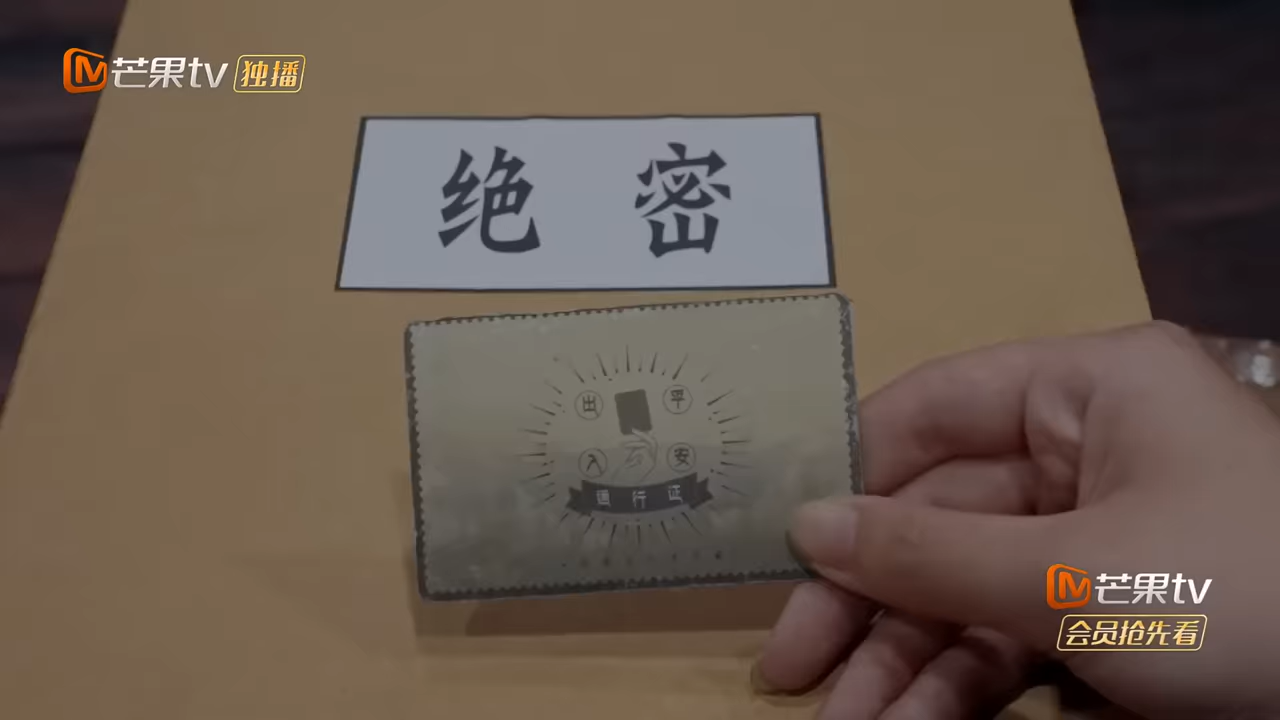 芒果tv 独播
绝 密
出 平
入 安
通行证
芒果tv
会员抢先看